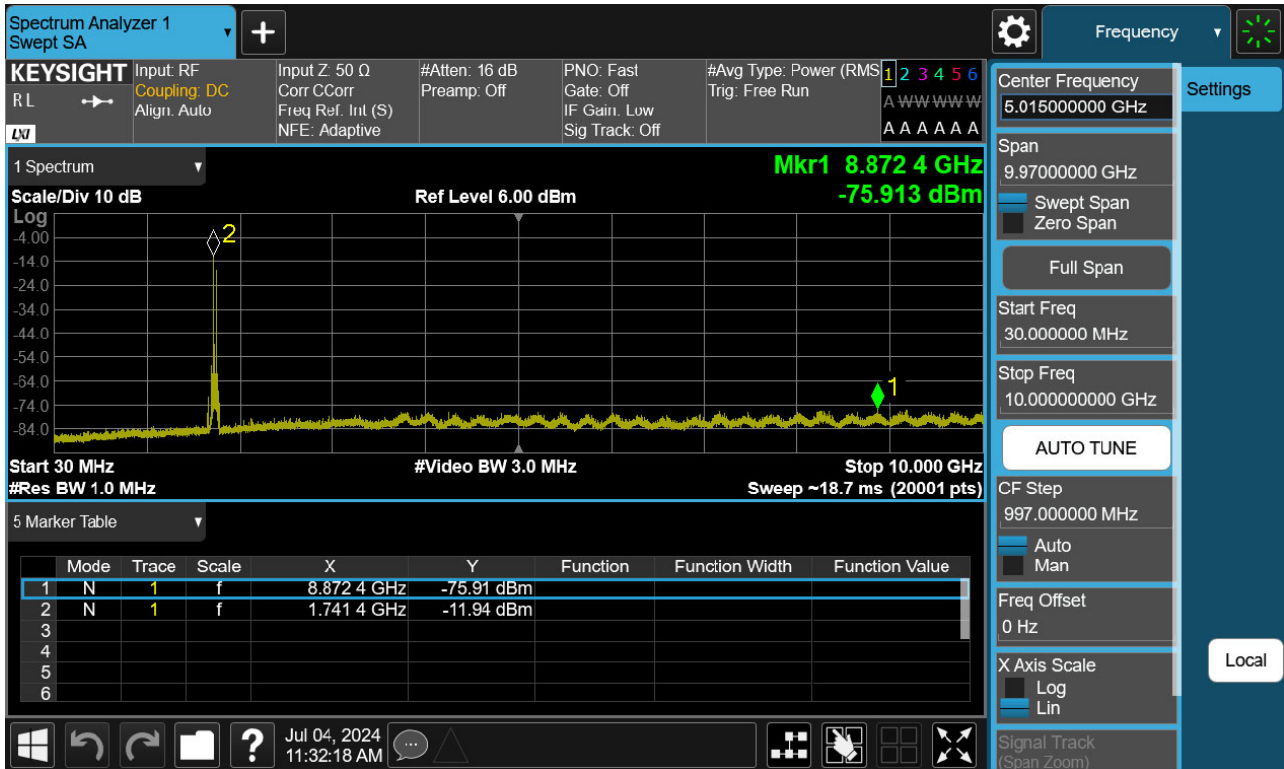 Spectrum Analyzer 1
Swept SA
Frequency
KEYSIGHT
R L
LXI
Input: RF
Coupling: DC
Align: Auto
Input Z: 50 Ω
Corr CCorr
Freq Ref: Int (S)
NFE: Adaptive
#Atten: 16 dB
Preamp: Off
PNO: Fast
Gate: Off
IF Gain: Low
Sig Track: Off
#Avg Type: Power (RMS
Trig: Free Run
1 2 3 4 5 6
A W W W W W
A A A A A A
1 Spectrum
Mkr1 8.872 4 GHz
Scale/Div 10 dB
Ref Level 6.00 dBm
-75.913 dBm
Log
-4.00
-14.0
-24.0
-34.0
-44.0
-54.0
-64.0
-74.0
-84.0
2
1
Start 30 MHz
#Video BW 3.0 MHz
Stop 10.000 GHz
#Res BW 1.0 MHz
Sweep ~18.7 ms (20001 pts)
5 Marker Table
Mode Trace Scale X Y Function Function Width Function Value
1 N 1 f 8.872 4 GHz -75.91 dBm
2 N 1 f 1.741 4 GHz -11.94 dBm
3
4
5
6
Jul 04, 2024
11:32:18 AM
?
Center Frequency
5.015000000 GHz
Settings
Span
9.97000000 GHz
Swept Span
Zero Span
Full Span
Start Freq
30.000000 MHz
Stop Freq
10.000000000 GHz
AUTO TUNE
CF Step
997.000000 MHz
Auto
Man
Freq Offset
0 Hz
X Axis Scale
Log
Lin
Local
Signal Track
(Span Zoom)